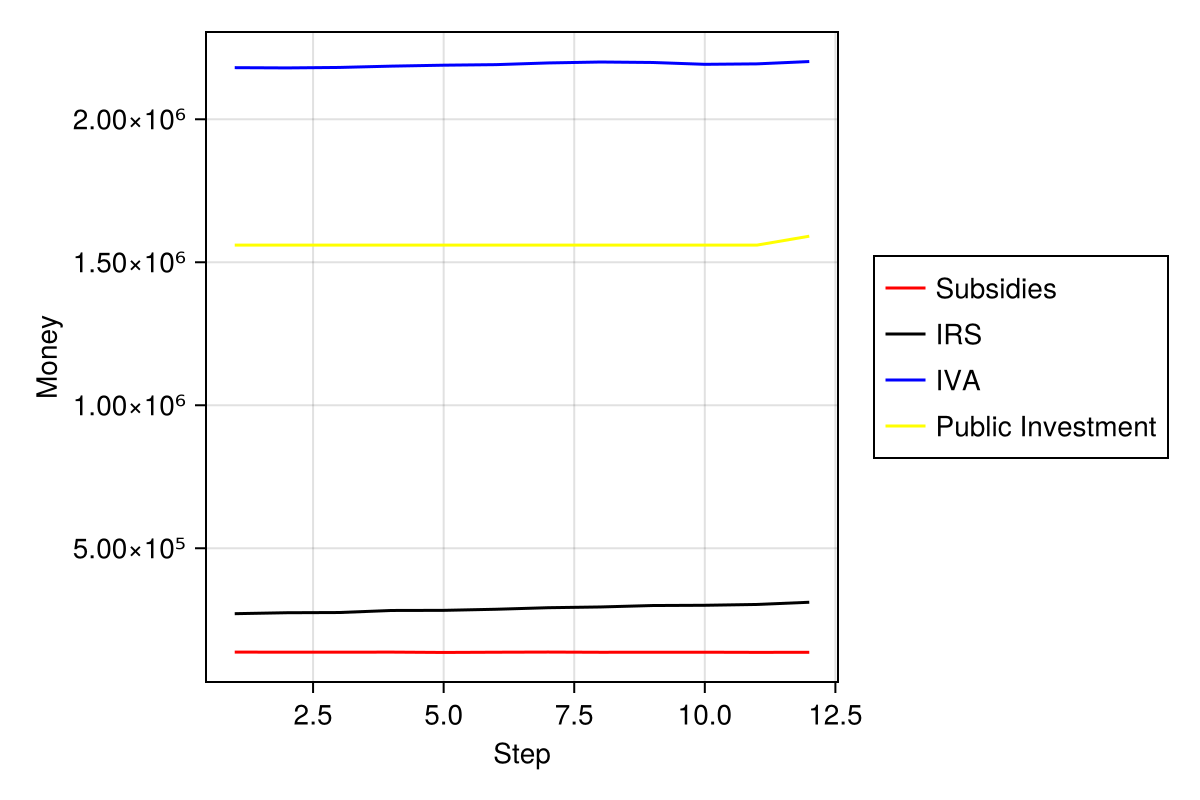 Money
2.00×10⁶
1.50×10⁶
1.00×10⁶
5.00×10⁵
2.5 5.0 7.5 10.0 12.5
Step
Subsidies
IRS
IVA
Public Investment